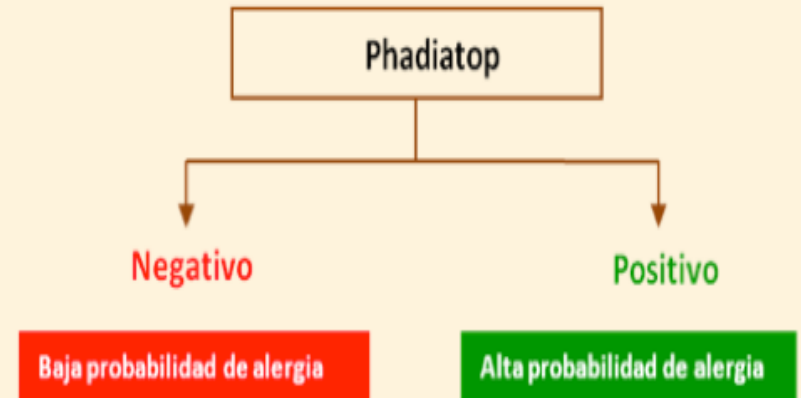 Phadiatop
Negativo
Positivo
Baja probabilidad de alergia
Alta probabilidad de alergia